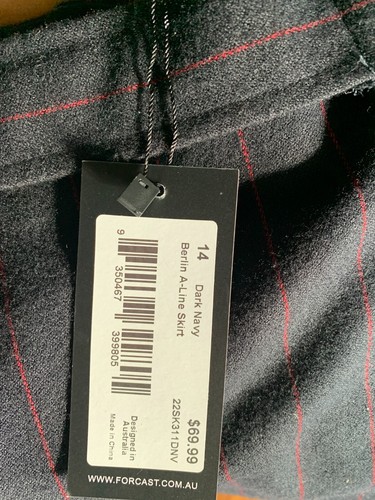 14 Dark Navy
Berlin A-Line Skirt
$69.99
22SK311DNV
9 350467 399805
Designed in
Australia
Made in China
WWW.FORCAST.COM.AU